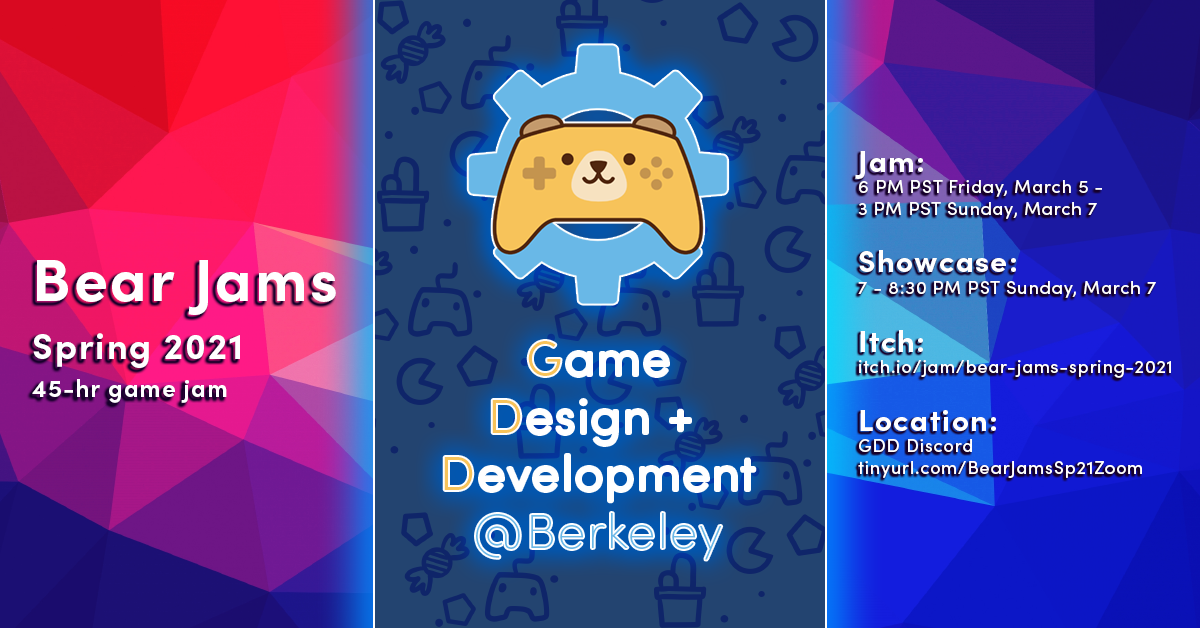 Bear Jams
Spring 2021
45-hr game jam
Game
Design +
Development
@Berkeley
Jam:
6 PM PST Friday, March 5 -
3 PM PST Sunday, March 7
Showcase:
7 - 8:30 PM PST Sunday, March 7
Itch:
itch.io/jam/bear-jams-spring-2021
Location:
GDD Discord
tinyurl.com/BearJamsSp21Zoom